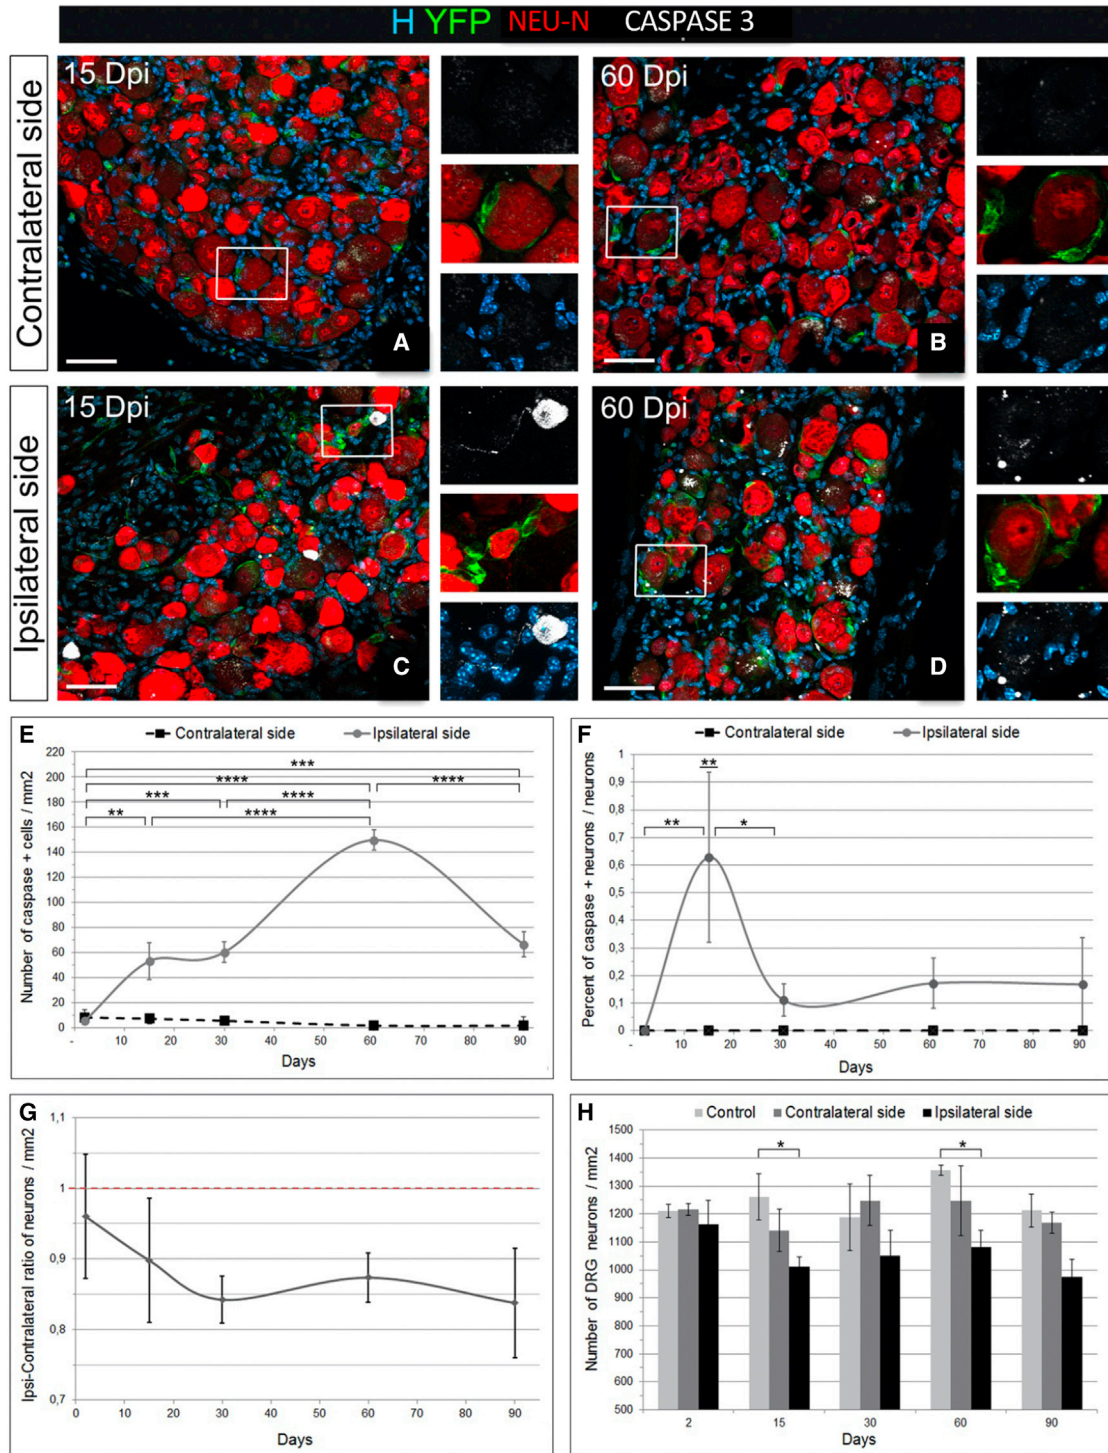 H YFP NEU-N CASPASE 3
Contralateral side
15 Dpi
A
60 Dpi
B
Ipsilateral side
15 Dpi
C
60 Dpi
D
E
Contralateral side Ipsilateral side
Number of caspase + cells / mm2
220
200
180
160
140
120
100
80
60
40
20
0
***
**** ****
*** ****
** ****
- 10 20 30 40 50 60 70 80 90
Days
F
Contralateral side Ipsilateral side
Percent of caspase + neurons / neurons
1
0,9
0,8
0,7
0,6
0,5
0,4
0,3
0,2
0,1
0
**
** *
- 10 20 30 40 50 60 70 80 90
Days
G
Ipsi-Contralateral ratio of neurons / mm2
1,1
1
0,9
0,8
0,7
0 10 20 30 40 50 60 70 80 90
Days
H
Control Contralateral side Ipsilateral side
Number of DRG neurons / mm2
1500
1400
1300
1200
1100
1000
900
800
700
600
500
* *
2 15 30 60 90
Days